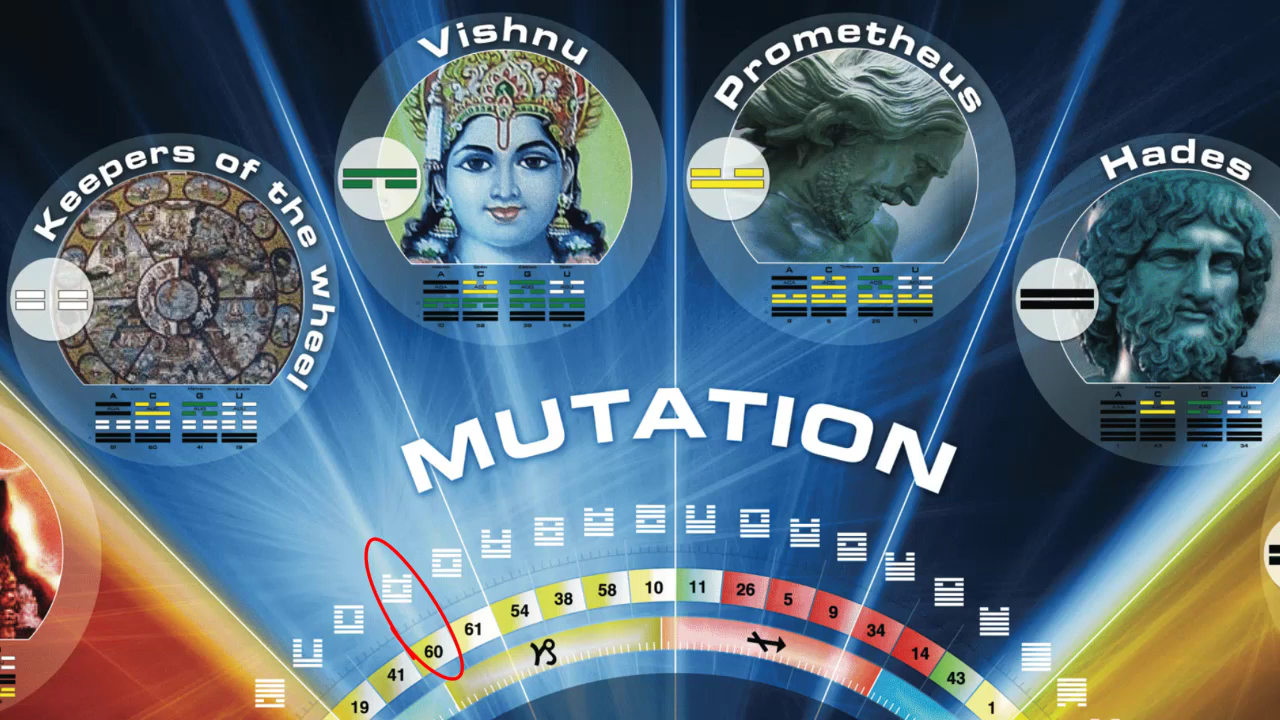 Vishnu
Prometheus
Keepers of the wheel
Hades
A C G U
A C G U
A C G U
A C G U
MUTATION
19
41
60
61
54
38
58
10
11
26
5
9
34
14
43
1